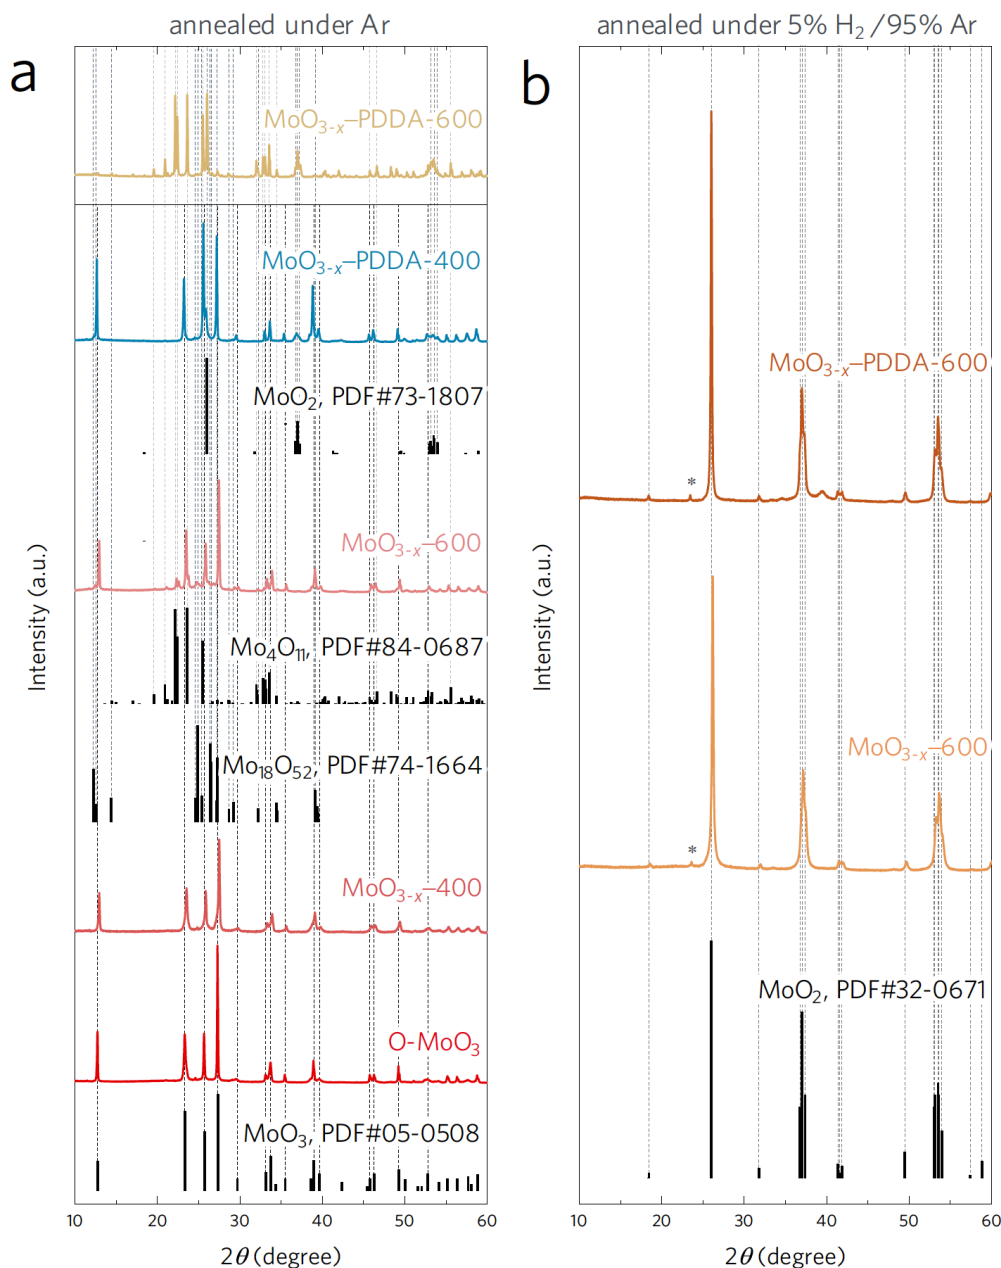 annealed under Ar
a
MoO₃₋ₓ–PDDA-600
MoO₃₋ₓ–PDDA-400
MoO₂, PDF#73-1807
MoO₃₋ₓ–600
Mo₄O₁₁, PDF#84-0687
Mo₁₈O₅₂, PDF#74-1664
MoO₃₋ₓ–400
O-MoO₃
MoO₃, PDF#05-0508
Intensity (a.u.)
10 20 30 40 50 60
2θ (degree)
annealed under 5% H₂ /95% Ar
b
MoO₃₋ₓ–PDDA-600
*
MoO₃₋ₓ–600
*
MoO₂, PDF#32-0671
Intensity (a.u.)
10 20 30 40 50 60
2θ (degree)